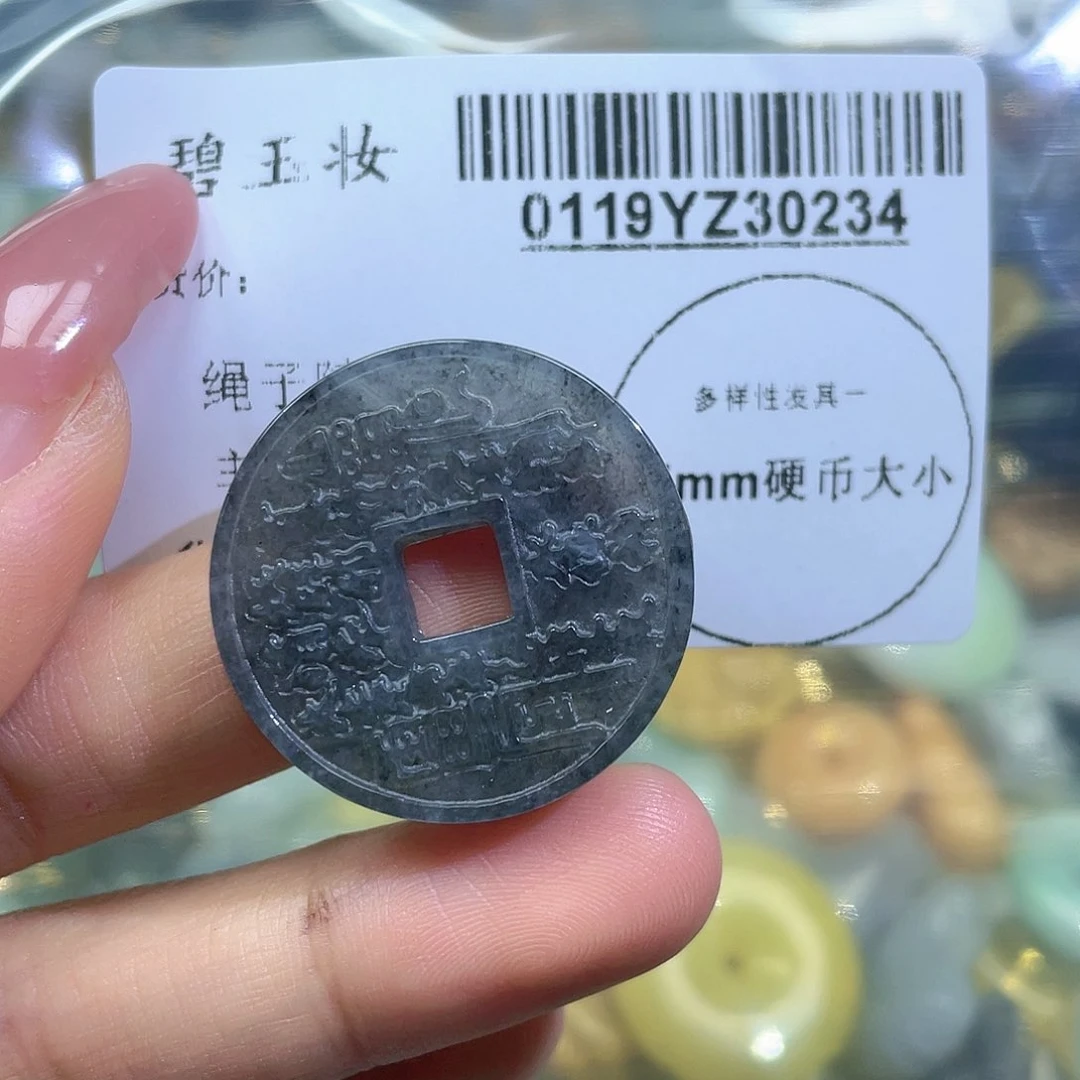 碧玉妆
0119YZ30234
价：
绳子
多样性发其一
mm硬币大小